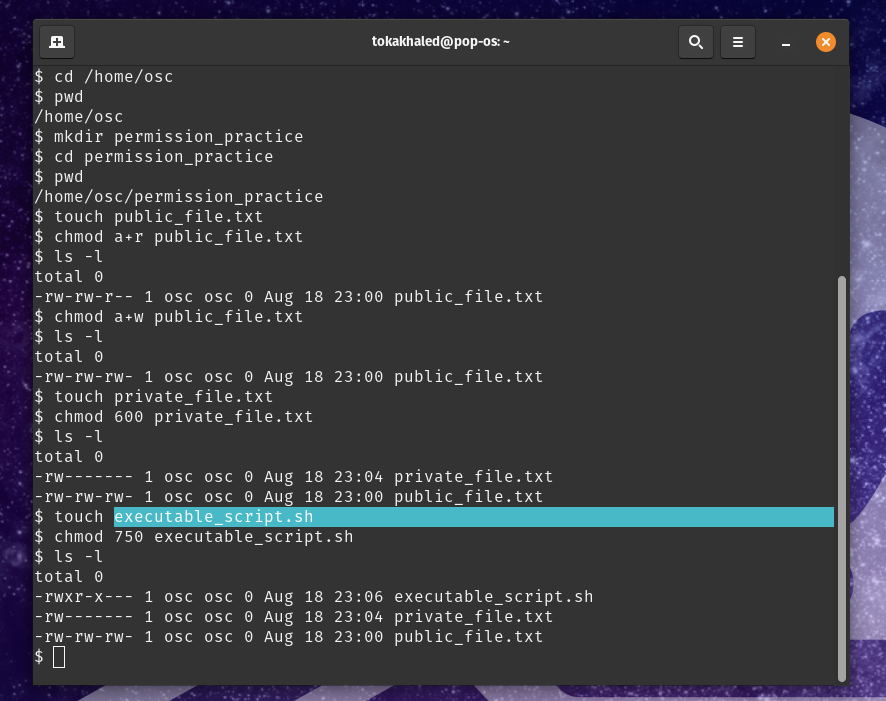 tokakhaled@pop-os: ~
$ cd /home/osc
$ pwd
/home/osc
$ mkdir permission_practice
$ cd permission_practice
$ pwd
/home/osc/permission_practice
$ touch public_file.txt
$ chmod a+r public_file.txt
$ ls -l
total 0
-rw-rw-r-- 1 osc osc 0 Aug 18 23:00 public_file.txt
$ chmod a+w public_file.txt
$ ls -l
total 0
-rw-rw-rw- 1 osc osc 0 Aug 18 23:00 public_file.txt
$ touch private_file.txt
$ chmod 600 private_file.txt
$ ls -l
total 0
-rw------- 1 osc osc 0 Aug 18 23:04 private_file.txt
-rw-rw-rw- 1 osc osc 0 Aug 18 23:00 public_file.txt
$ touch executable_script.sh
$ chmod 750 executable_script.sh
$ ls -l
total 0
-rwxr-x--- 1 osc osc 0 Aug 18 23:06 executable_script.sh
-rw------- 1 osc osc 0 Aug 18 23:04 private_file.txt
-rw-rw-rw- 1 osc osc 0 Aug 18 23:00 public_file.txt
$